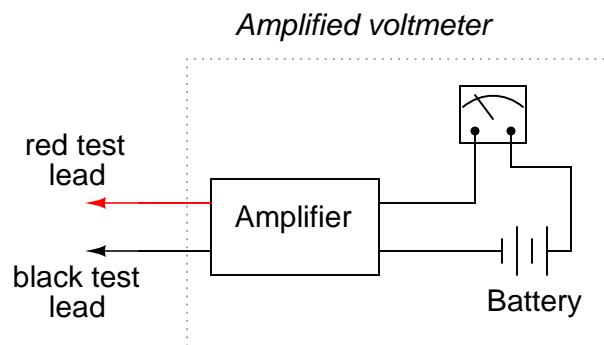 Amplified voltmeter
red test
lead
Amplifier
black test
lead
Battery